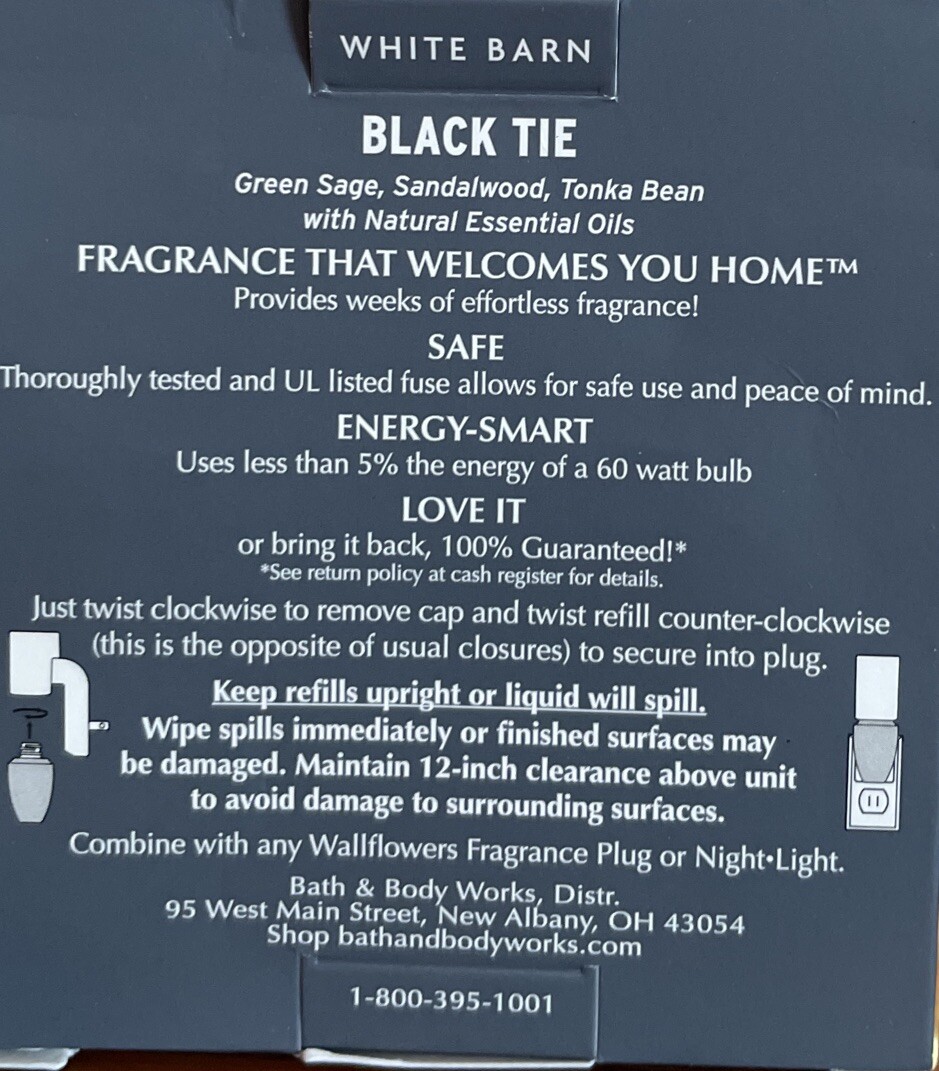 WHITE BARN
BLACK TIE
Green Sage, Sandalwood, Tonka Bean
with Natural Essential Oils
FRAGRANCE THAT WELCOMES YOU HOME™
Provides weeks of effortless fragrance!
SAFE
Thoroughly tested and UL listed fuse allows for safe use and peace of mind.
ENERGY-SMART
Uses less than 5% the energy of a 60 watt bulb
LOVE IT
or bring it back, 100% Guaranteed!*
*See return policy at cash register for details.
Just twist clockwise to remove cap and twist refill counter-clockwise
(this is the opposite of usual closures) to secure into plug.
Keep refills upright or liquid will spill.
Wipe spills immediately or finished surfaces may
be damaged. Maintain 12-inch clearance above unit
to avoid damage to surrounding surfaces.
Combine with any Wallflowers Fragrance Plug or Night•Light.
Bath & Body Works, Distr.
95 West Main Street, New Albany, OH 43054
Shop bathandbodyworks.com
1-800-395-1001